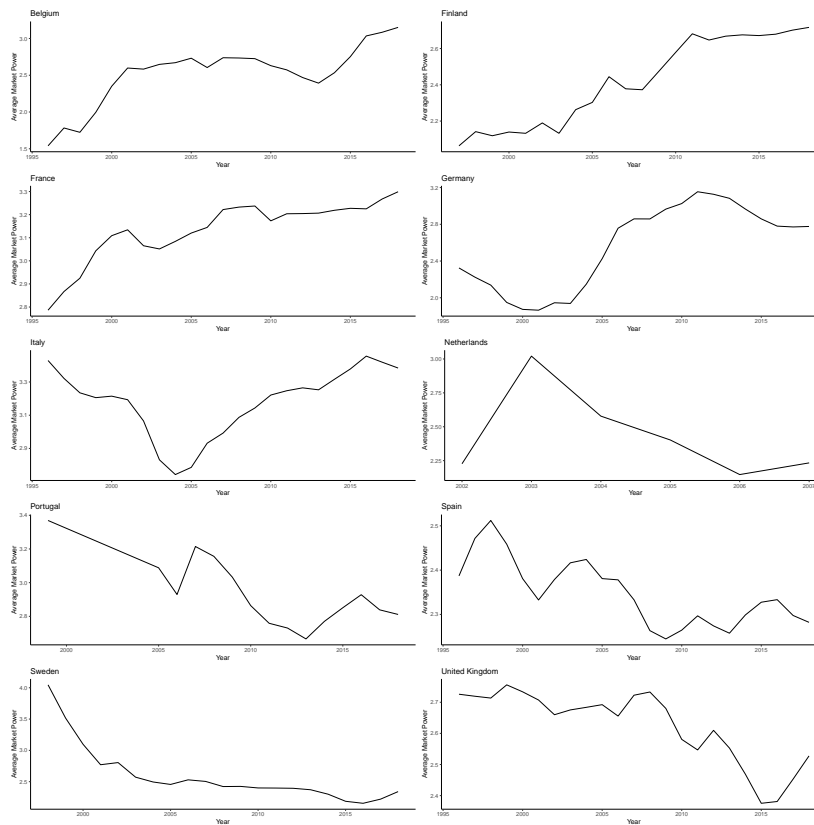 Belgium
Average Market Power
3.0
2.5
2.0
1.5
1995
2000
2005
2010
2015
Year
Finland
Average Market Power
2.6
2.4
2.2
2000
2005
2010
2015
Year
France
Average Market Power
3.3
3.2
3.1
3.0
2.9
2.8
1995
2000
2005
2010
2015
Year
Germany
Average Market Power
3.2
2.8
2.4
2.0
1995
2000
2005
2010
2015
Year
Italy
Average Market Power
3.3
3.1
2.9
1995
2000
2005
2010
2015
Year
Netherlands
Average Market Power
3.00
2.75
2.50
2.25
2002
2003
2004
2005
2006
Year
Portugal
Average Market Power
3.4
3.2
3.0
2.8
2000
2005
2010
2015
Year
Spain
Average Market Power
2.5
2.4
2.3
1995
2000
2005
2010
2015
Year
Sweden
Average Market Power
4.0
3.5
3.0
2.5
2000
2005
2010
2015
Year
United Kingdom
Average Market Power
2.7
2.6
2.5
2.4
1995
2000
2005
2010
2015
Year